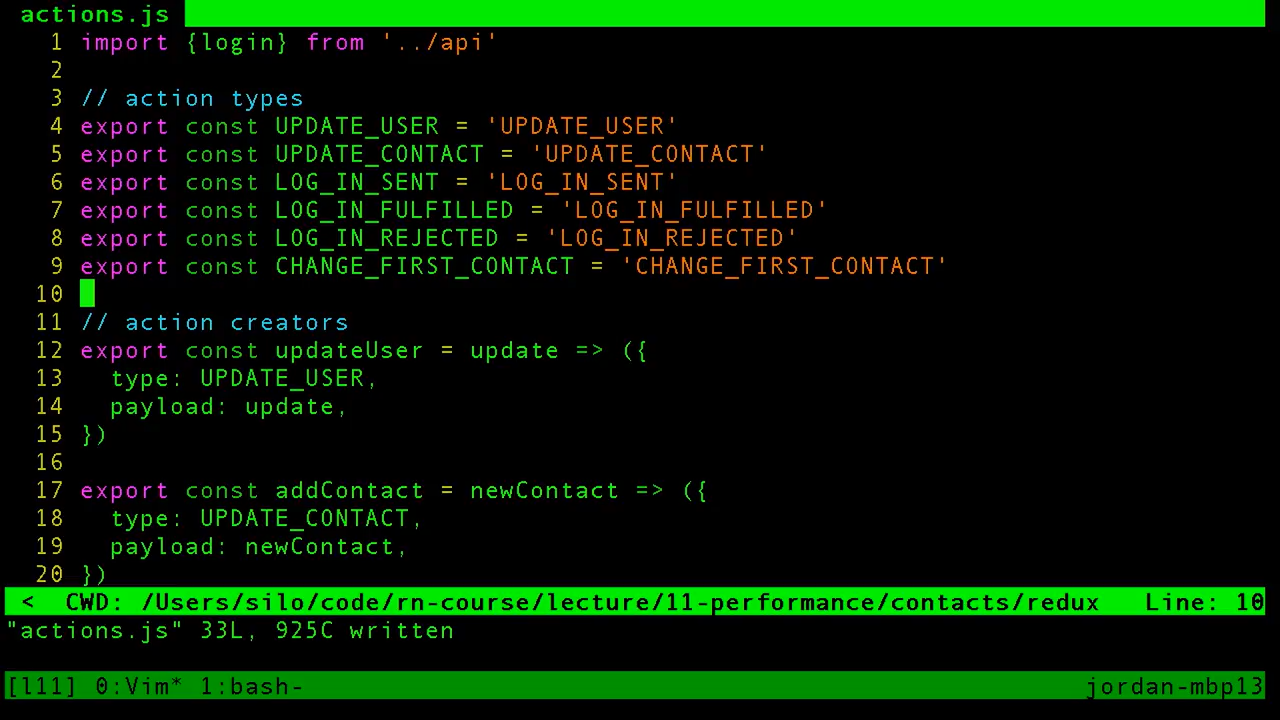 actions.js
1 import {login} from '../api'
2
3 // action types
4 export const UPDATE_USER = 'UPDATE_USER'
5 export const UPDATE_CONTACT = 'UPDATE_CONTACT'
6 export const LOG_IN_SENT = 'LOG_IN_SENT'
7 export const LOG_IN_FULFILLED = 'LOG_IN_FULFILLED'
8 export const LOG_IN_REJECTED = 'LOG_IN_REJECTED'
9 export const CHANGE_FIRST_CONTACT = 'CHANGE_FIRST_CONTACT'
10
11 // action creators
12 export const updateUser = update => ({
13   type: UPDATE_USER,
14   payload: update,
15 })
16
17 export const addContact = newContact => ({
18   type: UPDATE_CONTACT,
19   payload: newContact,
20 })
< CWD: /Users/silo/code/rn-course/lecture/11-performance/contacts/redux Line: 10
"actions.js" 33L, 925C written
[l11] 0:Vim* 1:bash- jordan-mbp13